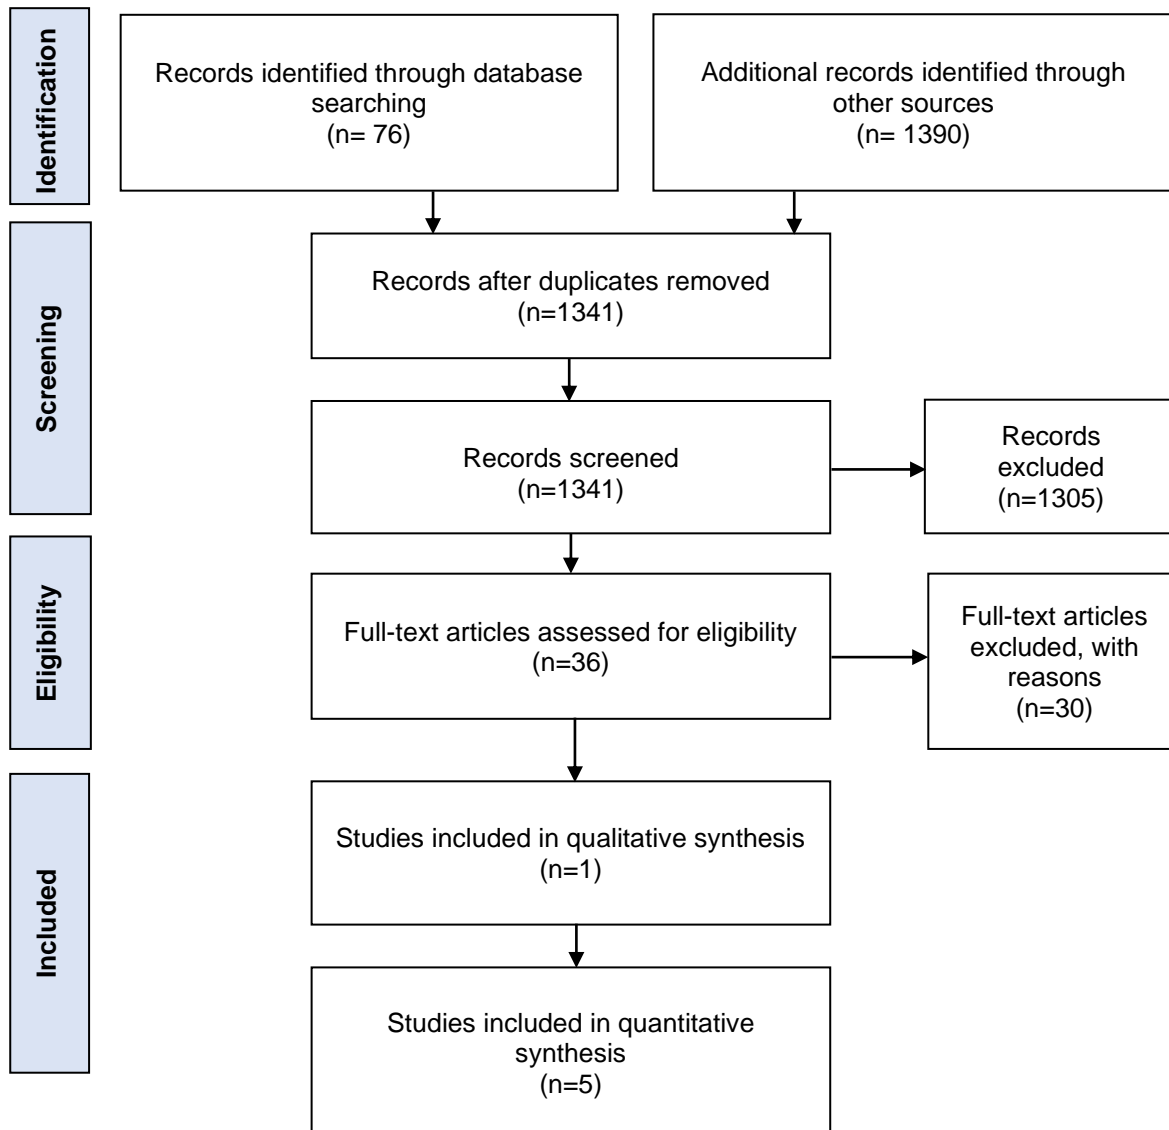 Identification
Records identified through database
searching
(n= 76)
Additional records identified through
other sources
(n= 1390)
Screening
Records after duplicates removed
(n=1341)
Records screened
(n=1341)
Records
excluded
(n=1305)
Eligibility
Full-text articles assessed for eligibility
(n=36)
Full-text articles
excluded, with
reasons
(n=30)
Included
Studies included in qualitative synthesis
(n=1)
Studies included in quantitative
synthesis
(n=5)